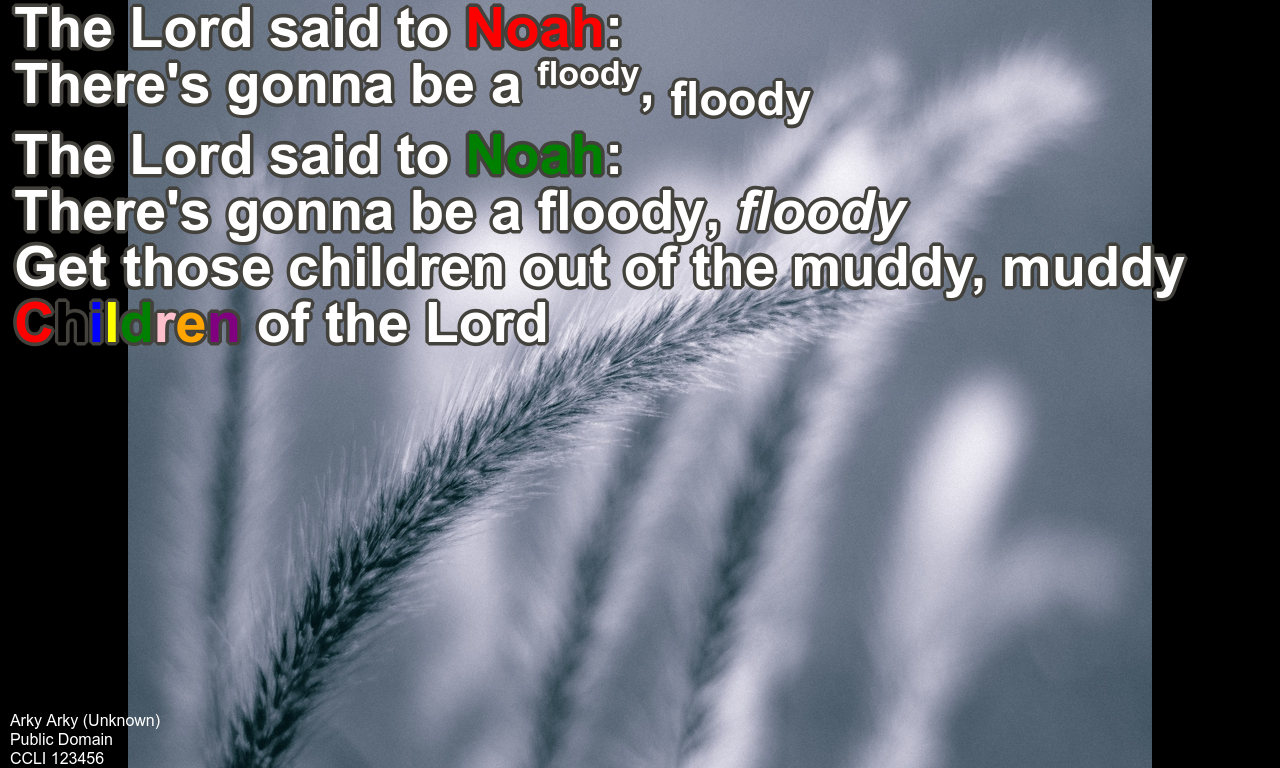 The Lord said to Noah:
There's gonna be a floody, floody
The Lord said to Noah:
There's gonna be a floody, floody
Get those children out of the muddy, muddy
Children of the Lord
Arky Arky (Unknown)
Public Domain
CCLI 123456